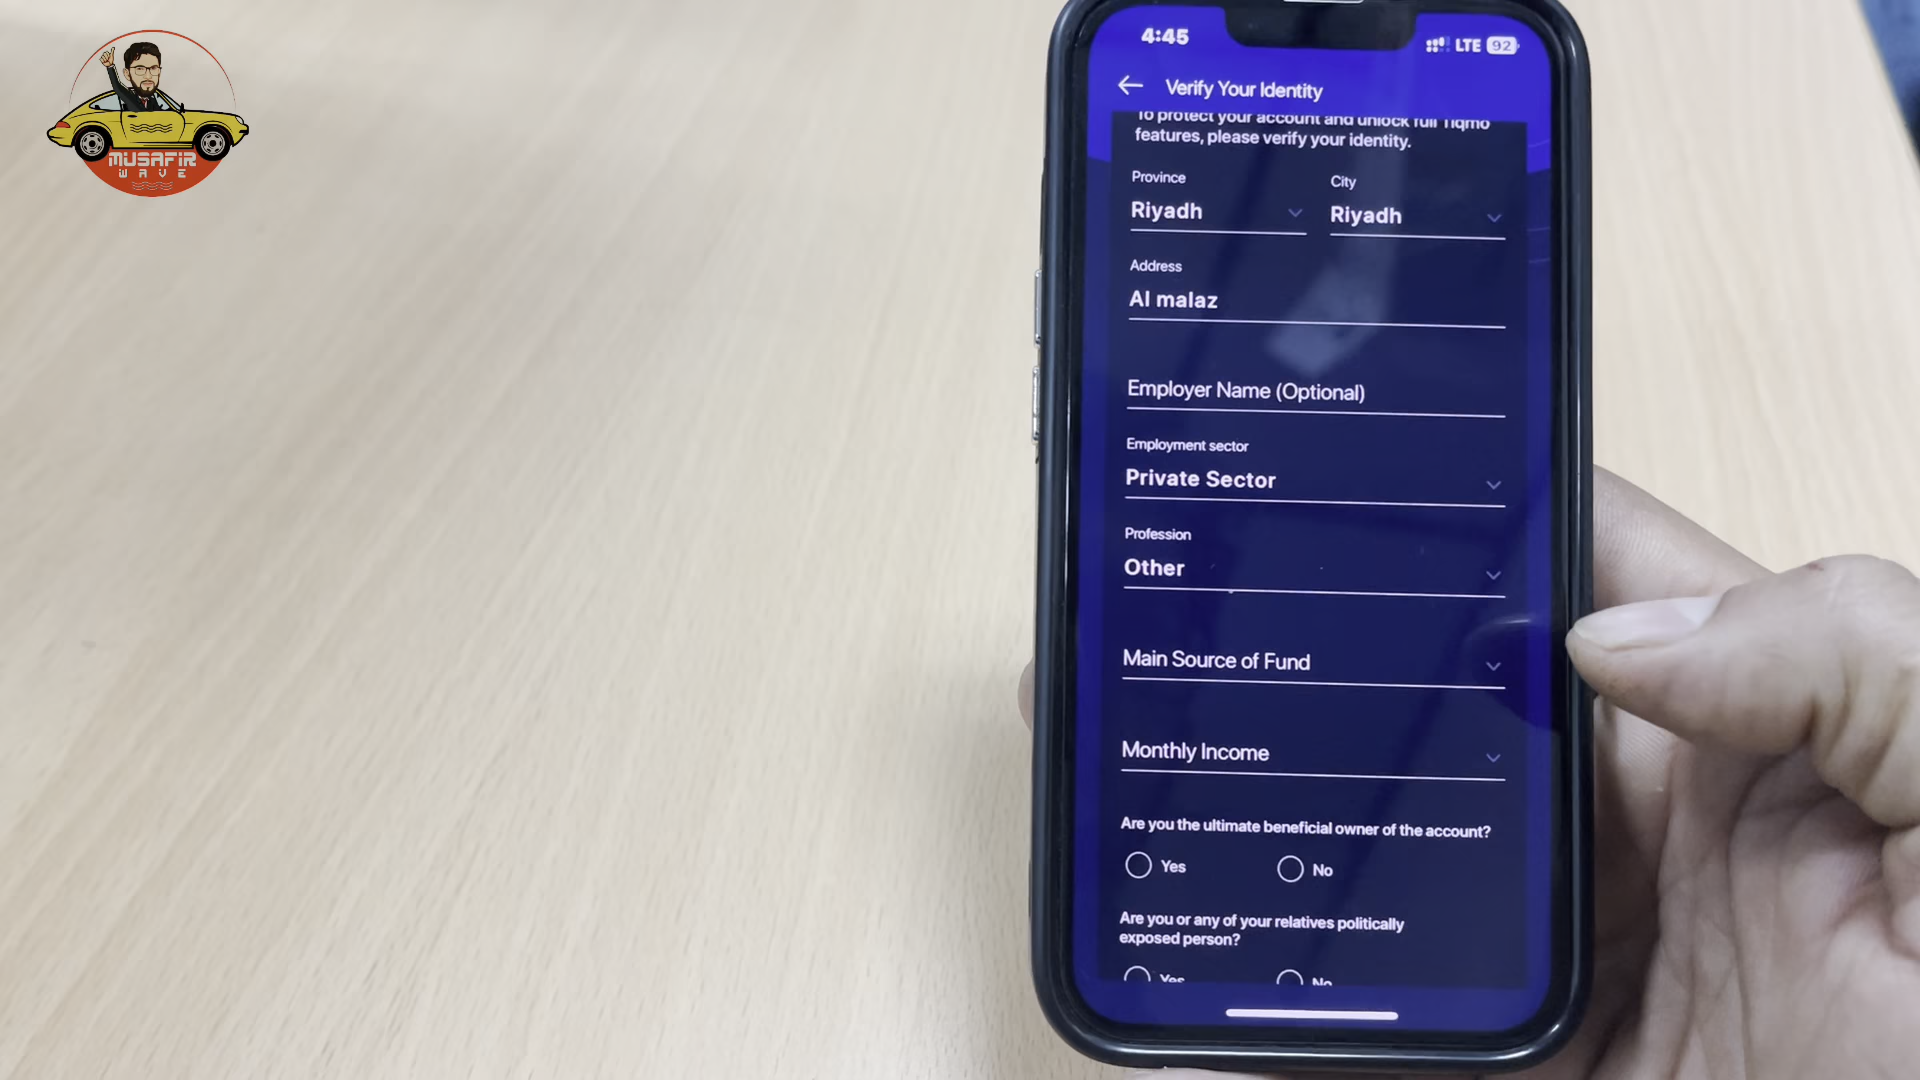 MUSAFIR
WAVE
4:45
LTE 92
Verify Your Identity
To protect your account and unlock full Tiqmo
features, please verify your identity.
Province
City
Riyadh
Riyadh
Address
Al malaz
Employer Name (Optional)
Employment sector
Private Sector
Profession
Other
Main Source of Fund
Monthly Income
Are you the ultimate beneficial owner of the account?
Yes
No
Are you or any of your relatives politically
exposed person?
Yes
No